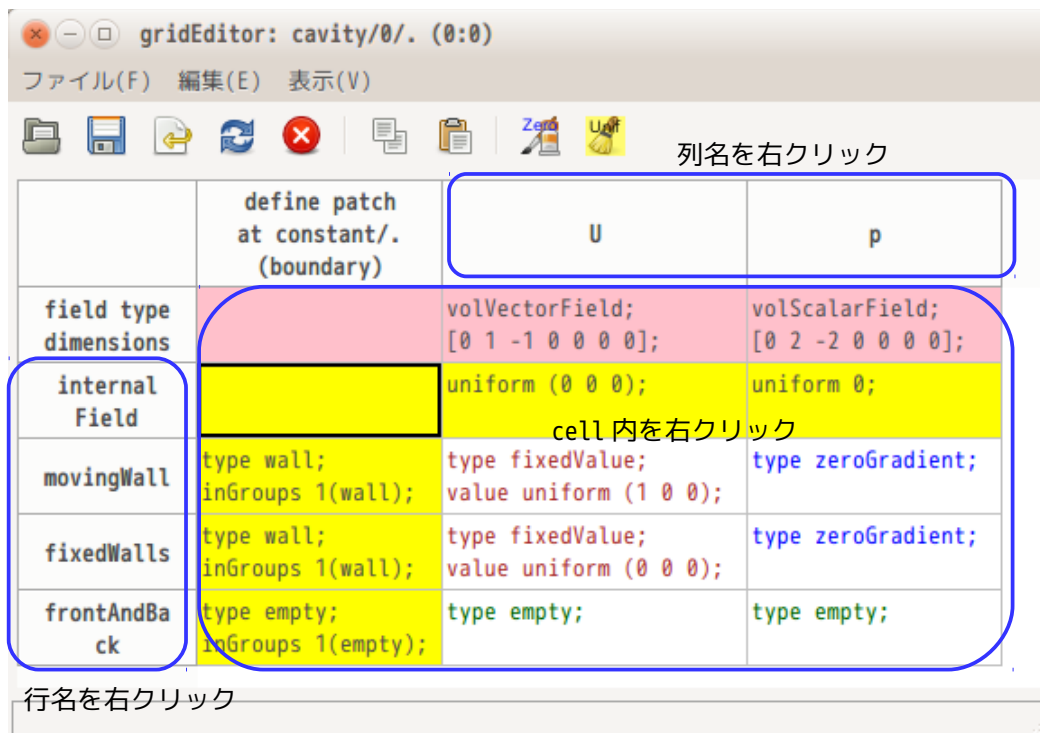 gridEditor: cavity/0/. (0:0)
ファイル(F) 編集(E) 表示(V)
Zero
Unif
列名を右クリック
define patch
at constant/.
(boundary)
U
p
field type
dimensions
volVectorField;
[0 1 -1 0 0 0 0];
volScalarField;
[0 2 -2 0 0 0 0];
internal
Field
uniform (0 0 0);
uniform 0;
cell 内を右クリック
movingWall
type wall;
inGroups 1(wall);
type fixedValue;
value uniform (1 0 0);
type zeroGradient;
fixedWalls
type wall;
inGroups 1(wall);
type fixedValue;
value uniform (0 0 0);
type zeroGradient;
frontAndBa
ck
type empty;
inGroups 1(empty);
type empty;
type empty;
行名を右クリック